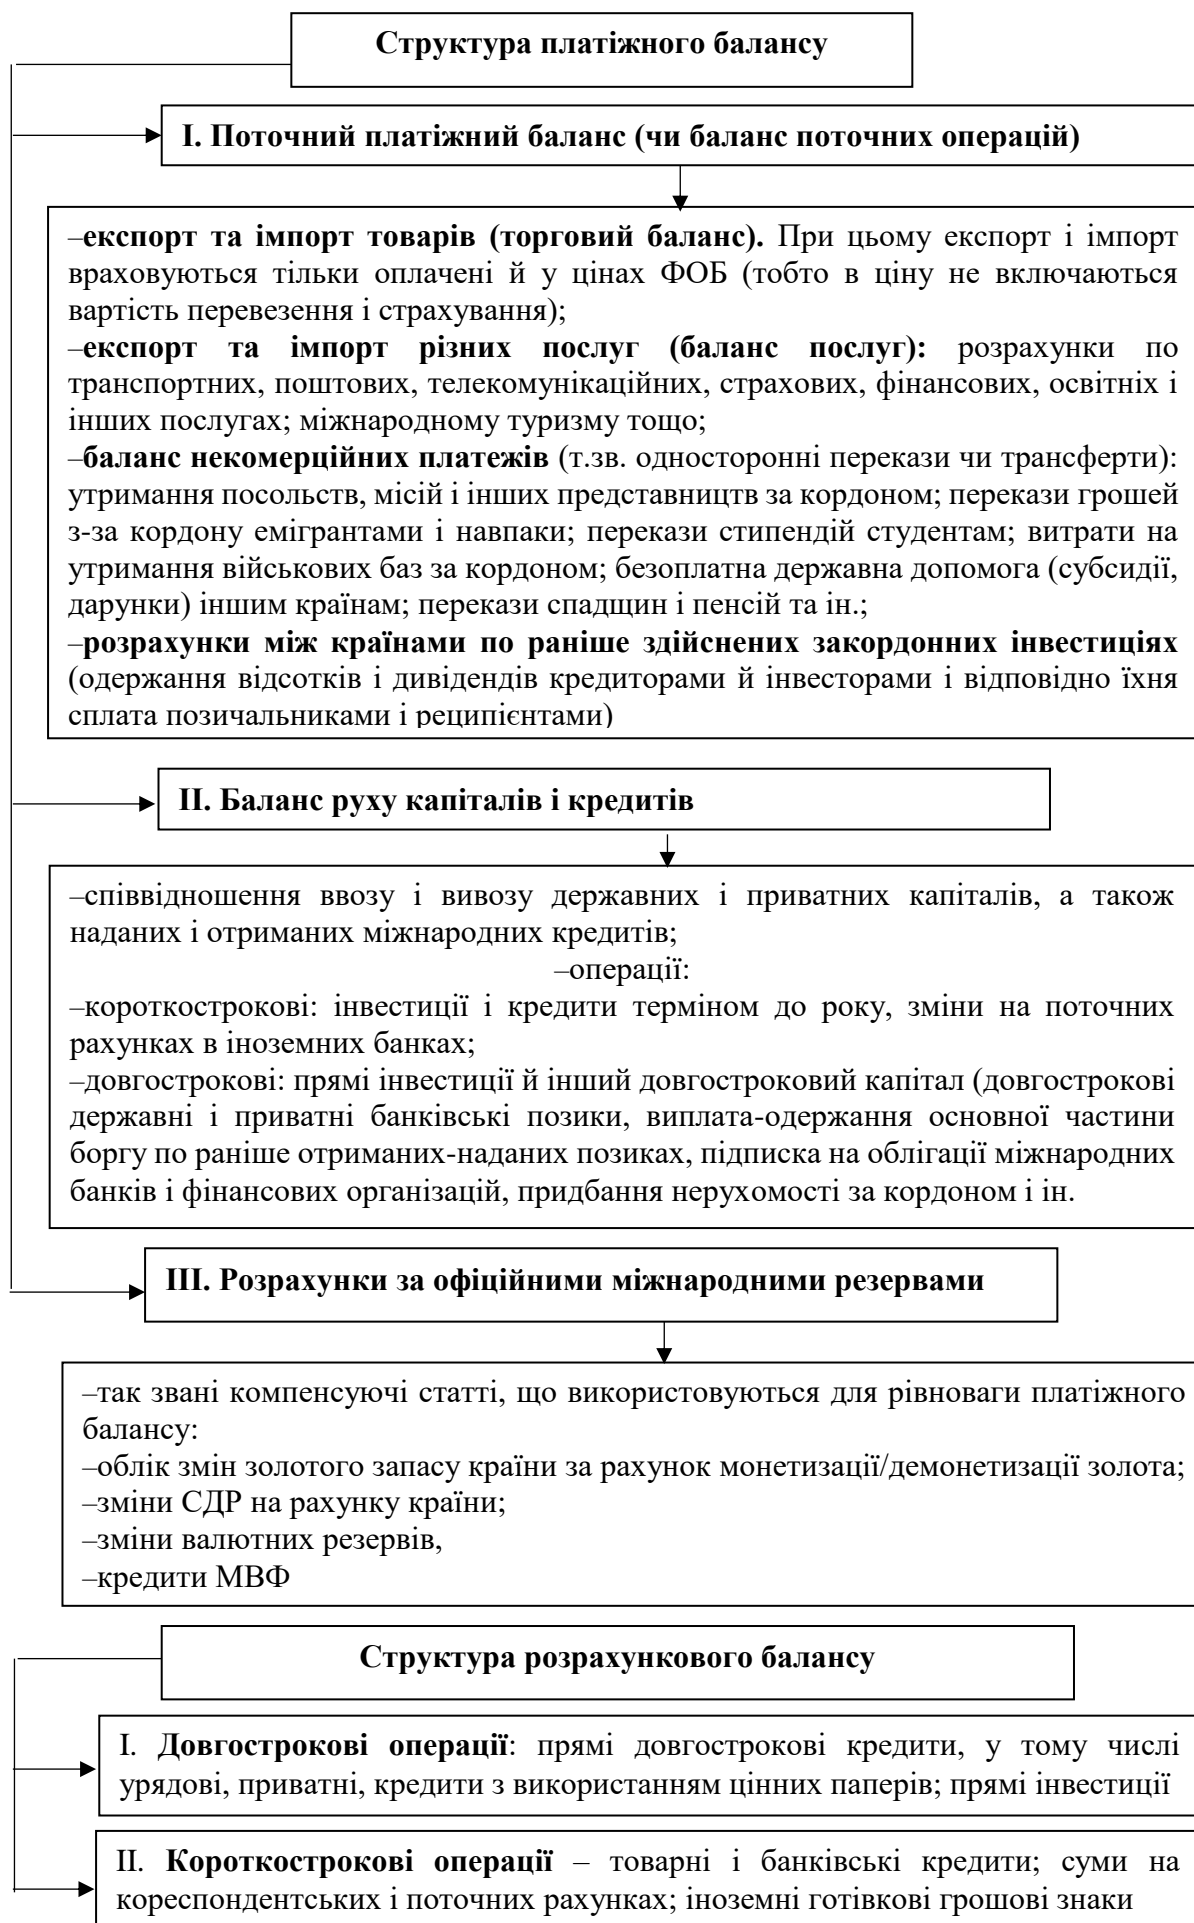 Структура платіжного балансу
I. Поточний платіжний баланс (чи баланс поточних операцій)
–експорт та імпорт товарів (торговий баланс). При цьому експорт і імпорт
враховуються тільки оплачені й у цінах ФОБ (тобто в ціну не включаються
вартість перевезення і страхування);
–експорт та імпорт різних послуг (баланс послуг): розрахунки по
транспортних, поштових, телекомунікаційних, страхових, фінансових, освітніх і
інших послугах; міжнародному туризму тощо;
–баланс некомерційних платежів (т.зв. односторонні перекази чи трансферти):
утримання посольств, місій і інших представництв за кордоном; перекази грошей
з-за кордону емігрантами і навпаки; перекази стипендій студентам; витрати на
утримання військових баз за кордоном; безоплатна державна допомога (субсидії,
дарунки) іншим країнам; перекази спадщин і пенсій та ін.;
–розрахунки між країнами по раніше здійснених закордонних інвестиціях
(одержання відсотків і дивідендів кредиторами й інвесторами і відповідно їхня
сплата позичальниками і реципієнтами)
II. Баланс руху капіталів і кредитів
–співвідношення ввозу і вивозу державних і приватних капіталів, а також
наданих і отриманих міжнародних кредитів;
–операції:
–короткострокові: інвестиції і кредити терміном до року, зміни на поточних
рахунках в іноземних банках;
–довгострокові: прямі інвестиції й інший довгостроковий капітал (довгострокові
державні і приватні банківські позики, виплата-одержання основної частини
боргу по раніше отриманих-наданих позиках, підписка на облігації міжнародних
банків і фінансових організацій, придбання нерухомості за кордоном і ін.
III. Розрахунки за офіційними міжнародними резервами
–так звані компенсуючі статті, що використовуються для рівноваги платіжного
балансу:
–облік змін золотого запасу країни за рахунок монетизації/демонетизації золота;
–зміни СДР на рахунку країни;
–зміни валютних резервів,
–кредити МВФ
Структура розрахункового балансу
I. Довгострокові операції: прямі довгострокові кредити, у тому числі
урядові, приватні, кредити з використанням цінних паперів; прямі інвестиції
II. Короткострокові операції – товарні і банківські кредити; суми на
кореспондентських і поточних рахунках; іноземні готівкові грошові знаки